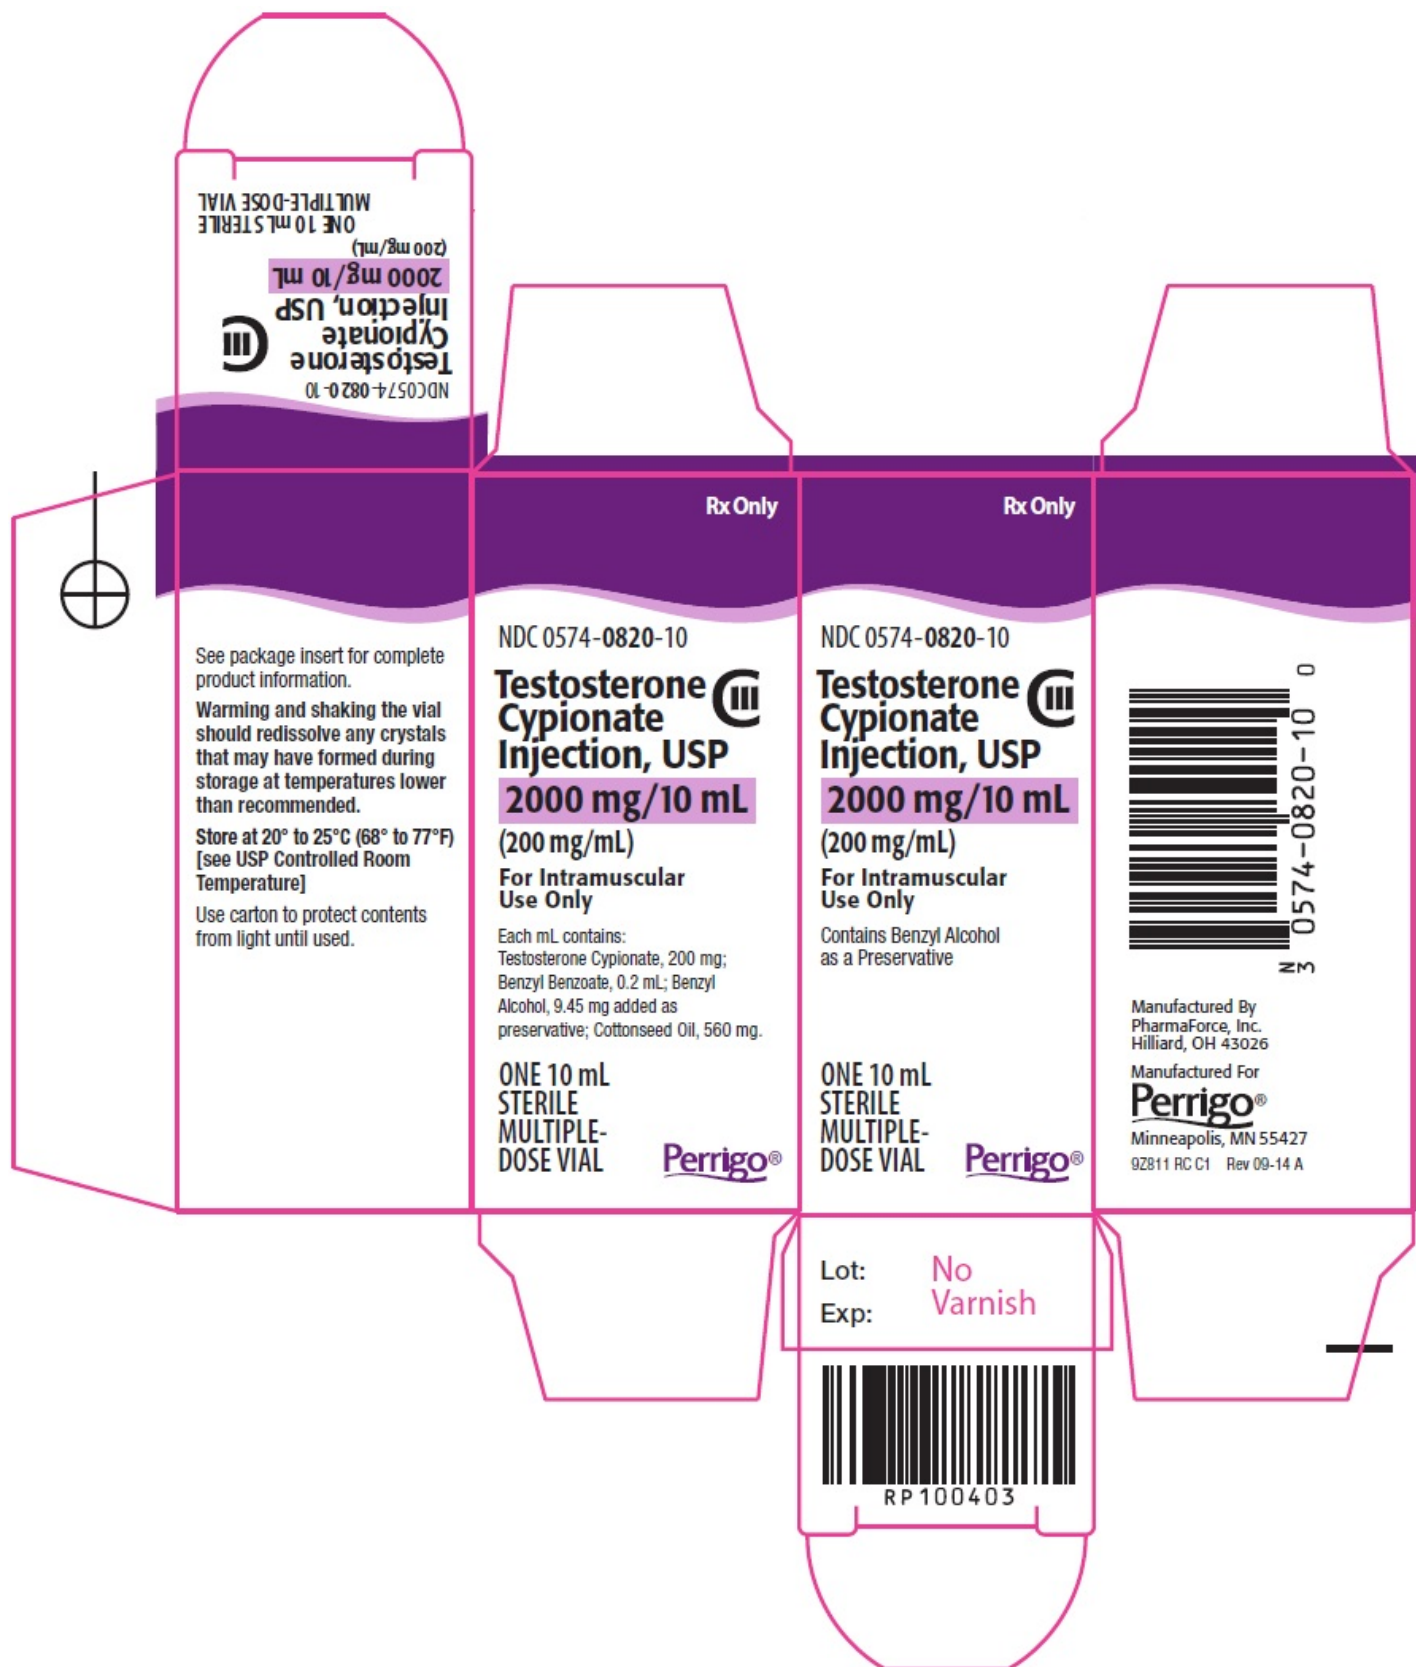 NDC 0574-0820-10
Testosterone
Cypionate
Injection, USP
CIII
2000 mg/10 mL
(200 mg/mL)
ONE 10 mL STERILE
MULTIPLE-DOSE VIAL
See package insert for complete
product information.
Warming and shaking the vial
should redissolve any crystals
that may have formed during
storage at temperatures lower
than recommended.
Store at 20° to 25°C (68° to 77°F)
[see USP Controlled Room
Temperature]
Use carton to protect contents
from light until used.
Rx Only
NDC 0574-0820-10
Testosterone
Cypionate
Injection, USP
CIII
2000 mg/10 mL
(200 mg/mL)
For Intramuscular
Use Only
Each mL contains:
Testosterone Cypionate, 200 mg;
Benzyl Benzoate, 0.2 mL; Benzyl
Alcohol, 9.45 mg added as
preservative; Cottonseed Oil, 560 mg.
ONE 10 mL
STERILE
MULTIPLE-
DOSE VIAL
Perrigo®
Rx Only
NDC 0574-0820-10
Testosterone
Cypionate
Injection, USP
CIII
2000 mg/10 mL
(200 mg/mL)
For Intramuscular
Use Only
Contains Benzyl Alcohol
as a Preservative
ONE 10 mL
STERILE
MULTIPLE-
DOSE VIAL
Perrigo®
N
3 0574-0820-10 0
Manufactured By
PharmaForce, Inc.
Hilliard, OH 43026
Manufactured For
Perrigo®
Minneapolis, MN 55427
9Z811 RC C1 Rev 09-14 A
Lot:
Exp:
No
Varnish
RP100403